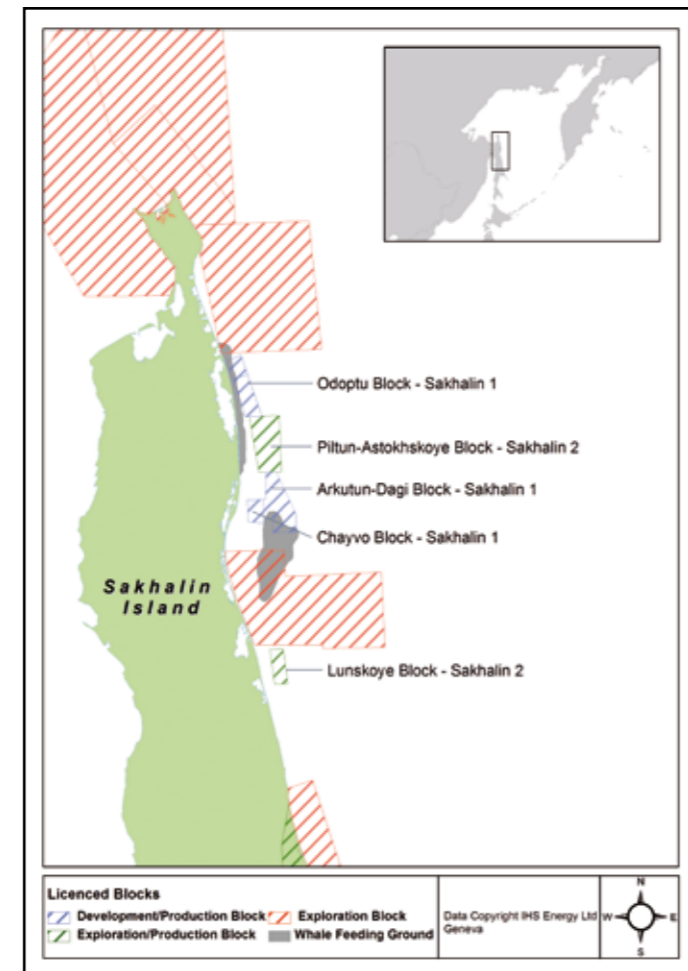 Odoptu Block - Sakhalin 1
Piltun-Astokhskoye Block - Sakhalin 2
Arkutun-Dagi Block - Sakhalin 1
Chayvo Block - Sakhalin 1
Sakhalin
Island
Lunskoye Block - Sakhalin 2
Licenced Blocks
Development/Production Block
Exploration Block
Exploration/Production Block
Whale Feeding Ground
Data Copyright IHS Energy Ltd
Geneva
N
W
E
S